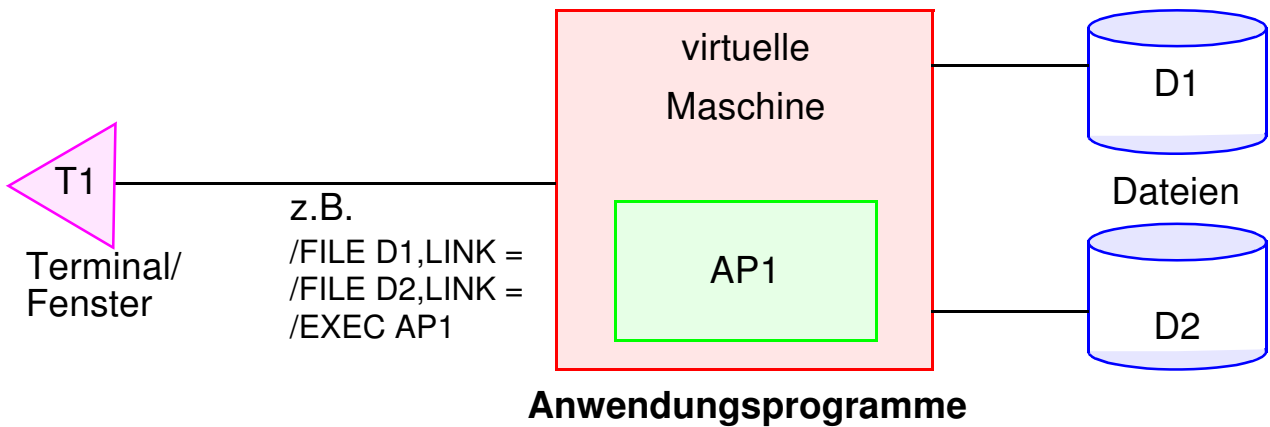 virtuelle
Maschine
D1
T1
Dateien
z.B.
/FILE D1,LINK =
/FILE D2,LINK =
/EXEC AP1
Terminal/
Fenster
AP1
D2
Anwendungsprogramme